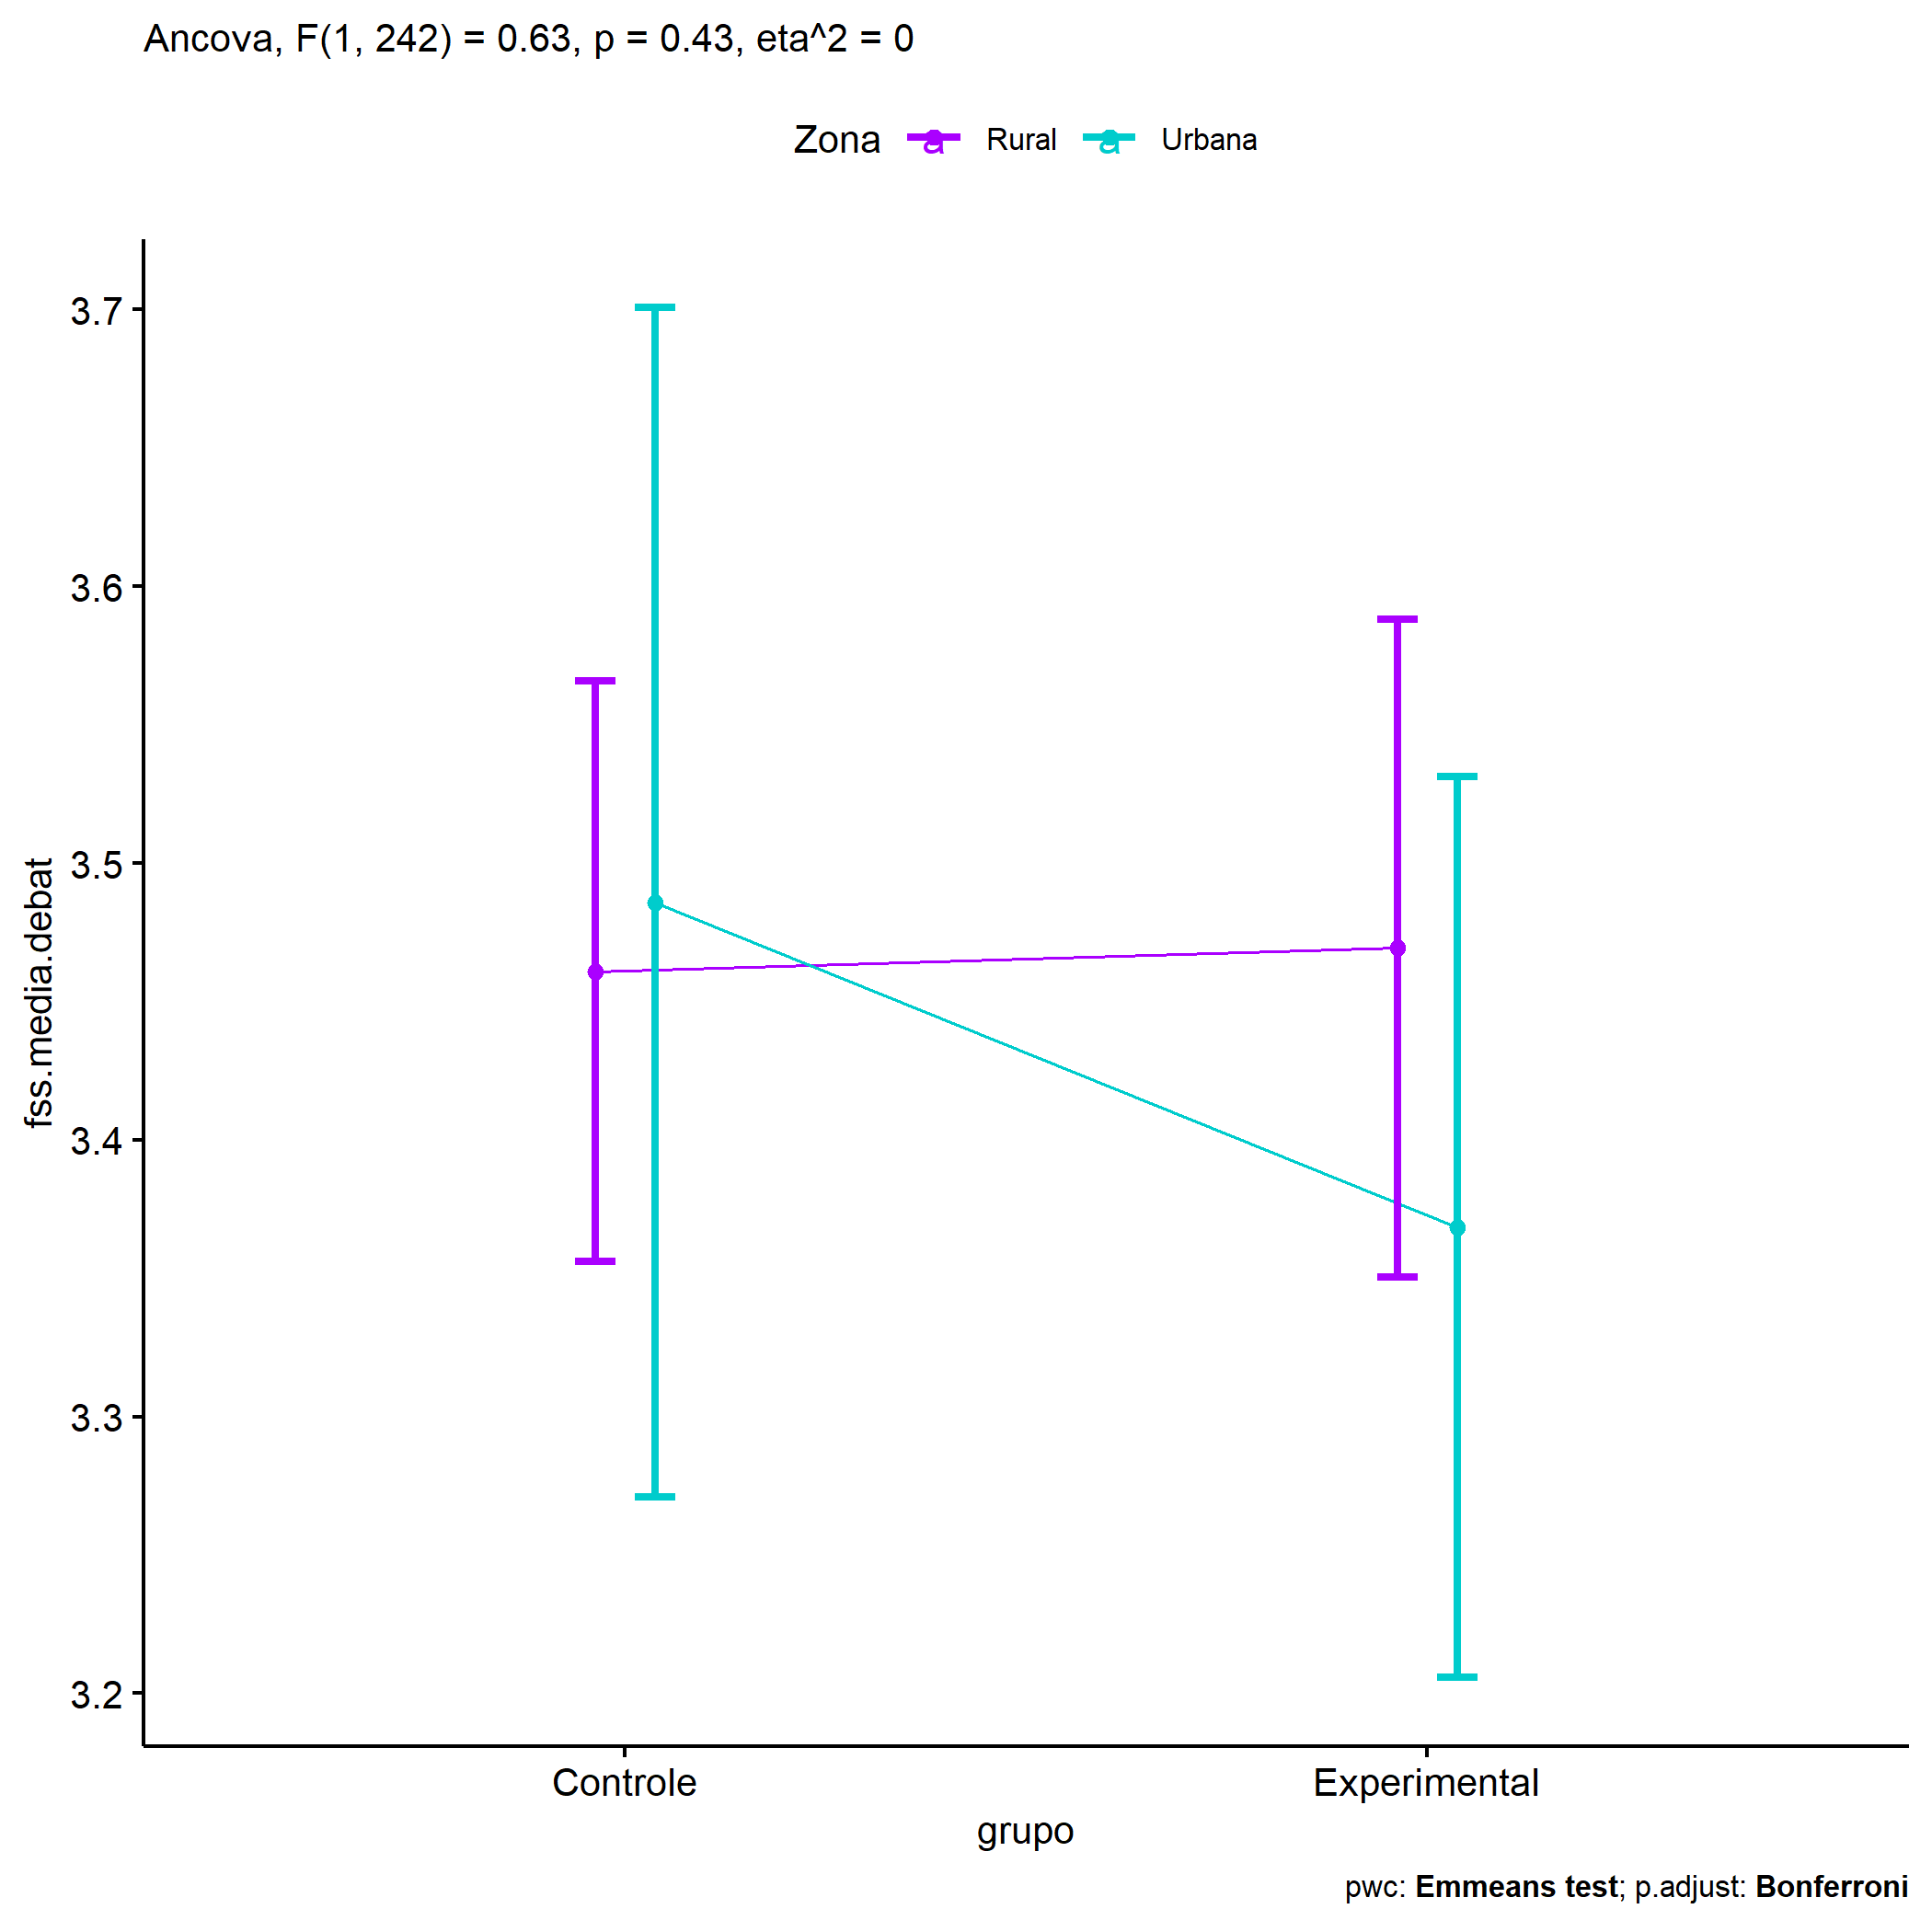 Ancova, F(1, 242) = 0.63, p = 0.43, eta^2 = 0
Zona a Rural a Urbana
fss.media.debat
3.7
3.6
3.5
3.4
3.3
3.2
Controle Experimental
grupo
pwc: Emmeans test; p.adjust: Bonferroni